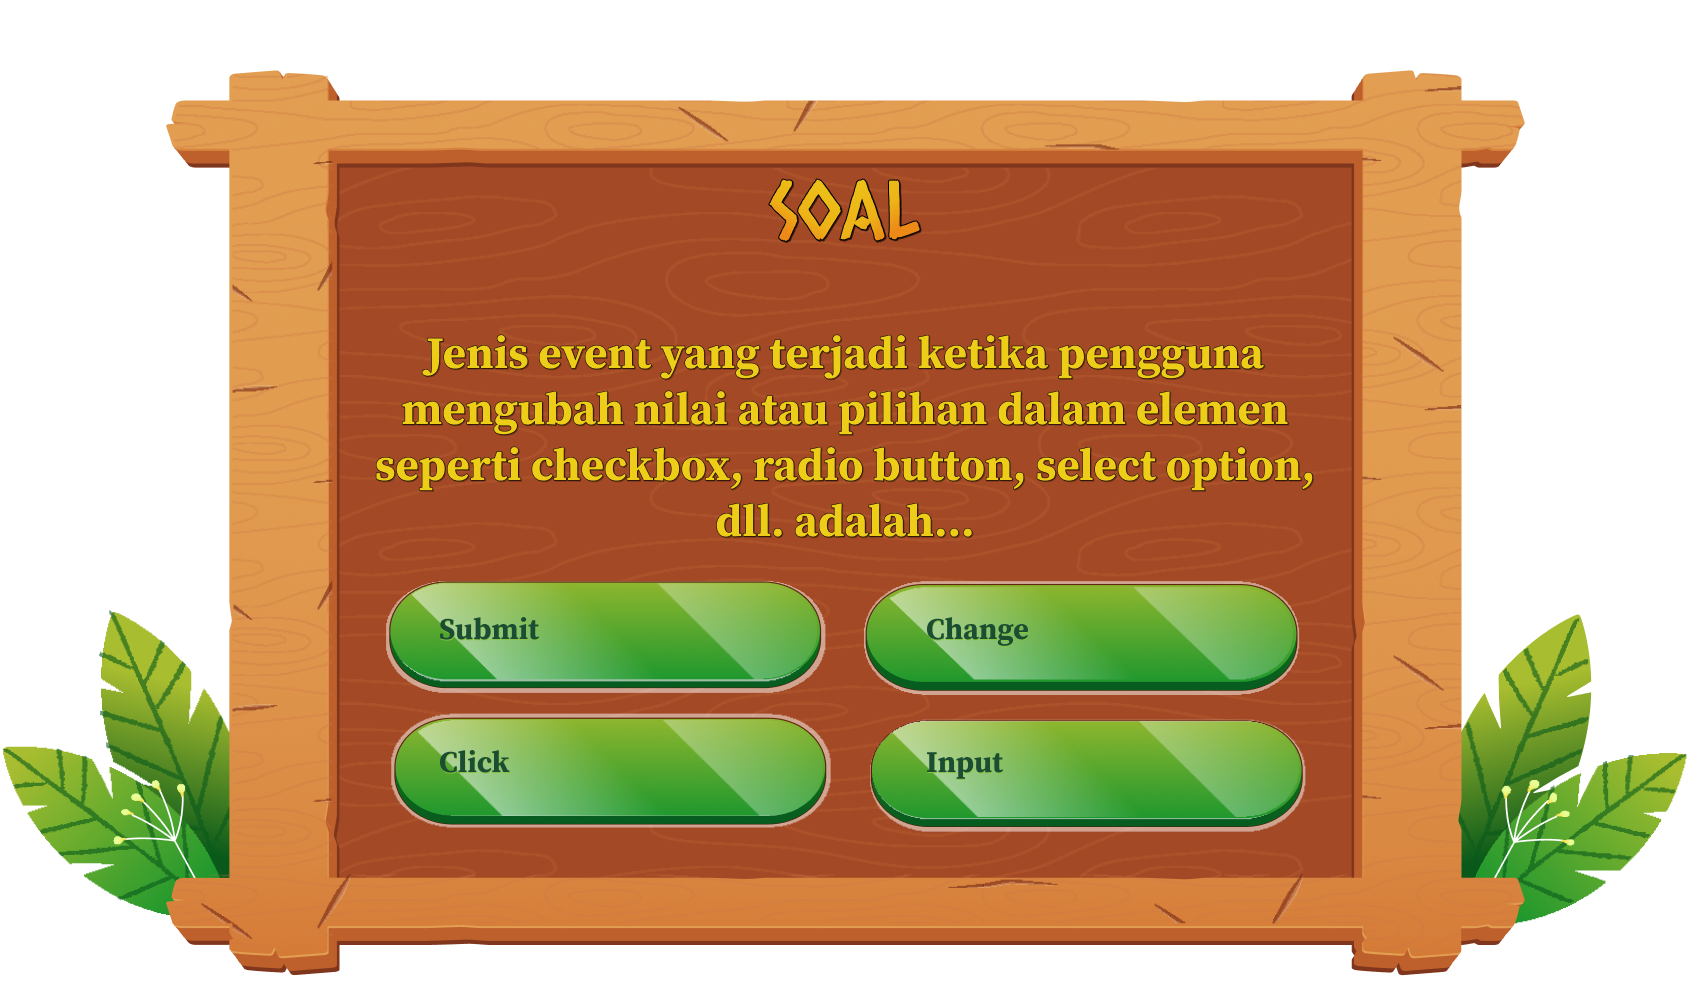 SOAL
Jenis event yang terjadi ketika pengguna
mengubah nilai atau pilihan dalam elemen
seperti checkbox, radio button, select option,
dll. adalah...
Submit
Change
Click
Input